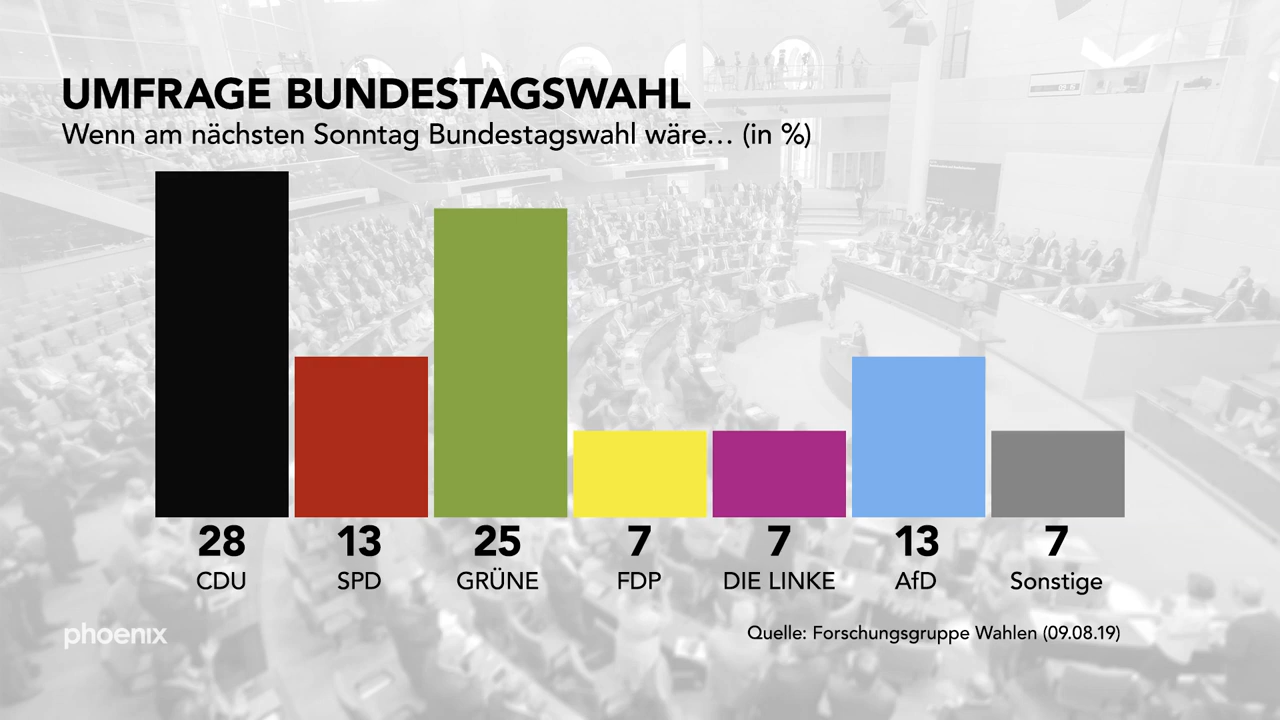 UMFRAGE BUNDESTAGSWAHL
Wenn am nächsten Sonntag Bundestagswahl wäre... (in %)
28 13 25 7 7 13 7
CDU SPD GRÜNE FDP DIE LINKE AfD Sonstige
phoenix
Quelle: Forschungsgruppe Wahlen (09.08.19)